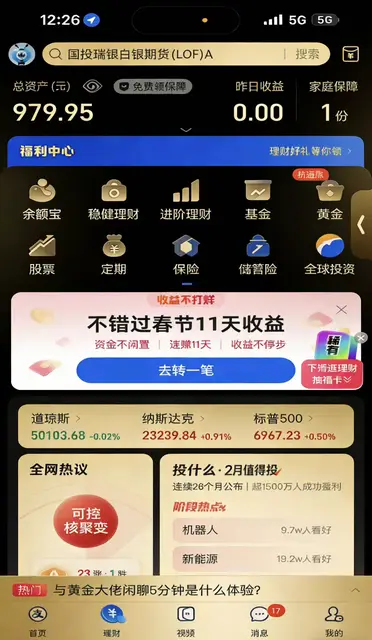 12:26
5G 5G
国投瑞银白银期货(LOF)A
搜索
总资产(元)
免费领保障
昨日收益
家庭保障
979.95
0.00
1份
福利中心
理财好礼等你领 >
余额宝
稳健理财
进阶理财
基金
黄金
股票
定期
保险
储蓄险
全球投资
收益不打烊
不错过春节11天收益
资金不闲置 | 连赚11天 | 收益不停步
去转一笔
稀有
下滑逛理财
抽福卡
道琼斯 >
纳斯达克 >
标普500 >
50103.68 -0.02%
23239.84 +0.91%
6967.23 +0.50%
全网热议
可控
核聚变
投什么·2月值得投
连续26个月公布 | 超1500万人成功盈利
阶段热点
机器人
9.7w人看好
新能源
19.2w人看好
热门
与黄金大佬闲聊5分钟是什么体验?
首页
理财
视频
消息
17
我的